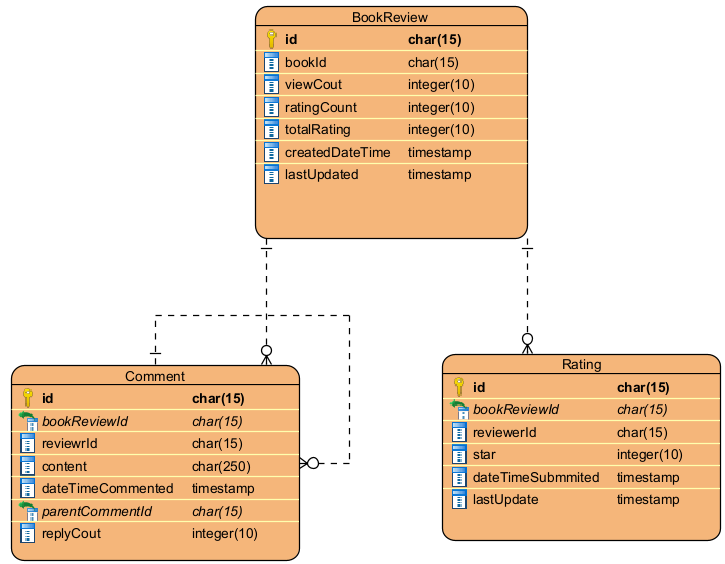 BookReview
id char(15)
bookId char(15)
viewCout integer(10)
ratingCount integer(10)
totalRating integer(10)
createdDateTime timestamp
lastUpdated timestamp
Comment
id char(15)
bookReviewId char(15)
reviewrId char(15)
content char(250)
dateTimeCommented timestamp
parentCommentId char(15)
replyCout integer(10)
Rating
id char(15)
bookReviewId char(15)
reviewerId char(15)
star integer(10)
dateTimeSubmmited timestamp
lastUpdate timestamp